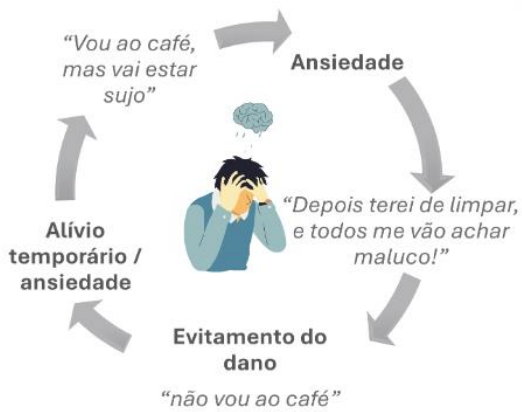 “Vou ao café,
mas vai estar
sujo”
Ansiedade
“Depois terei de limpar,
e todos me vão achar
maluco!”
Evitamento do
dano
“não vou ao café”
Alívio
temporário /
ansiedade